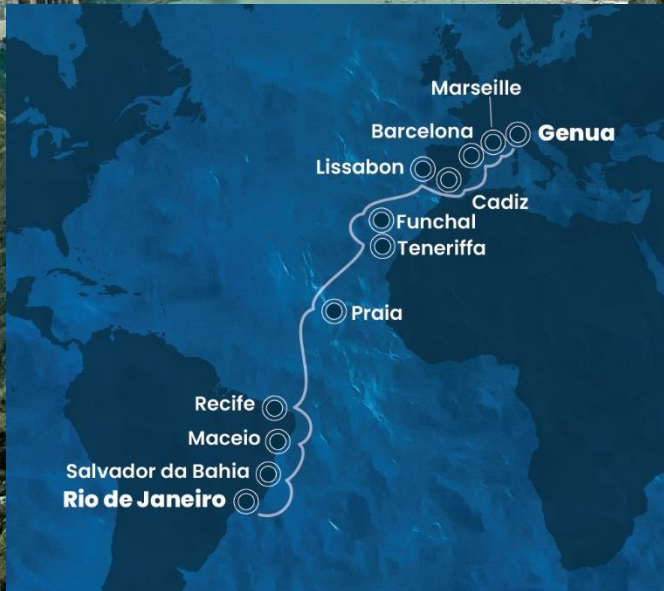 Marseille
Barcelona
Genua
Lissabon
Cadiz
Funchal
Teneriffa
Praia
Recife
Maceio
Salvador da Bahia
Rio de Janeiro